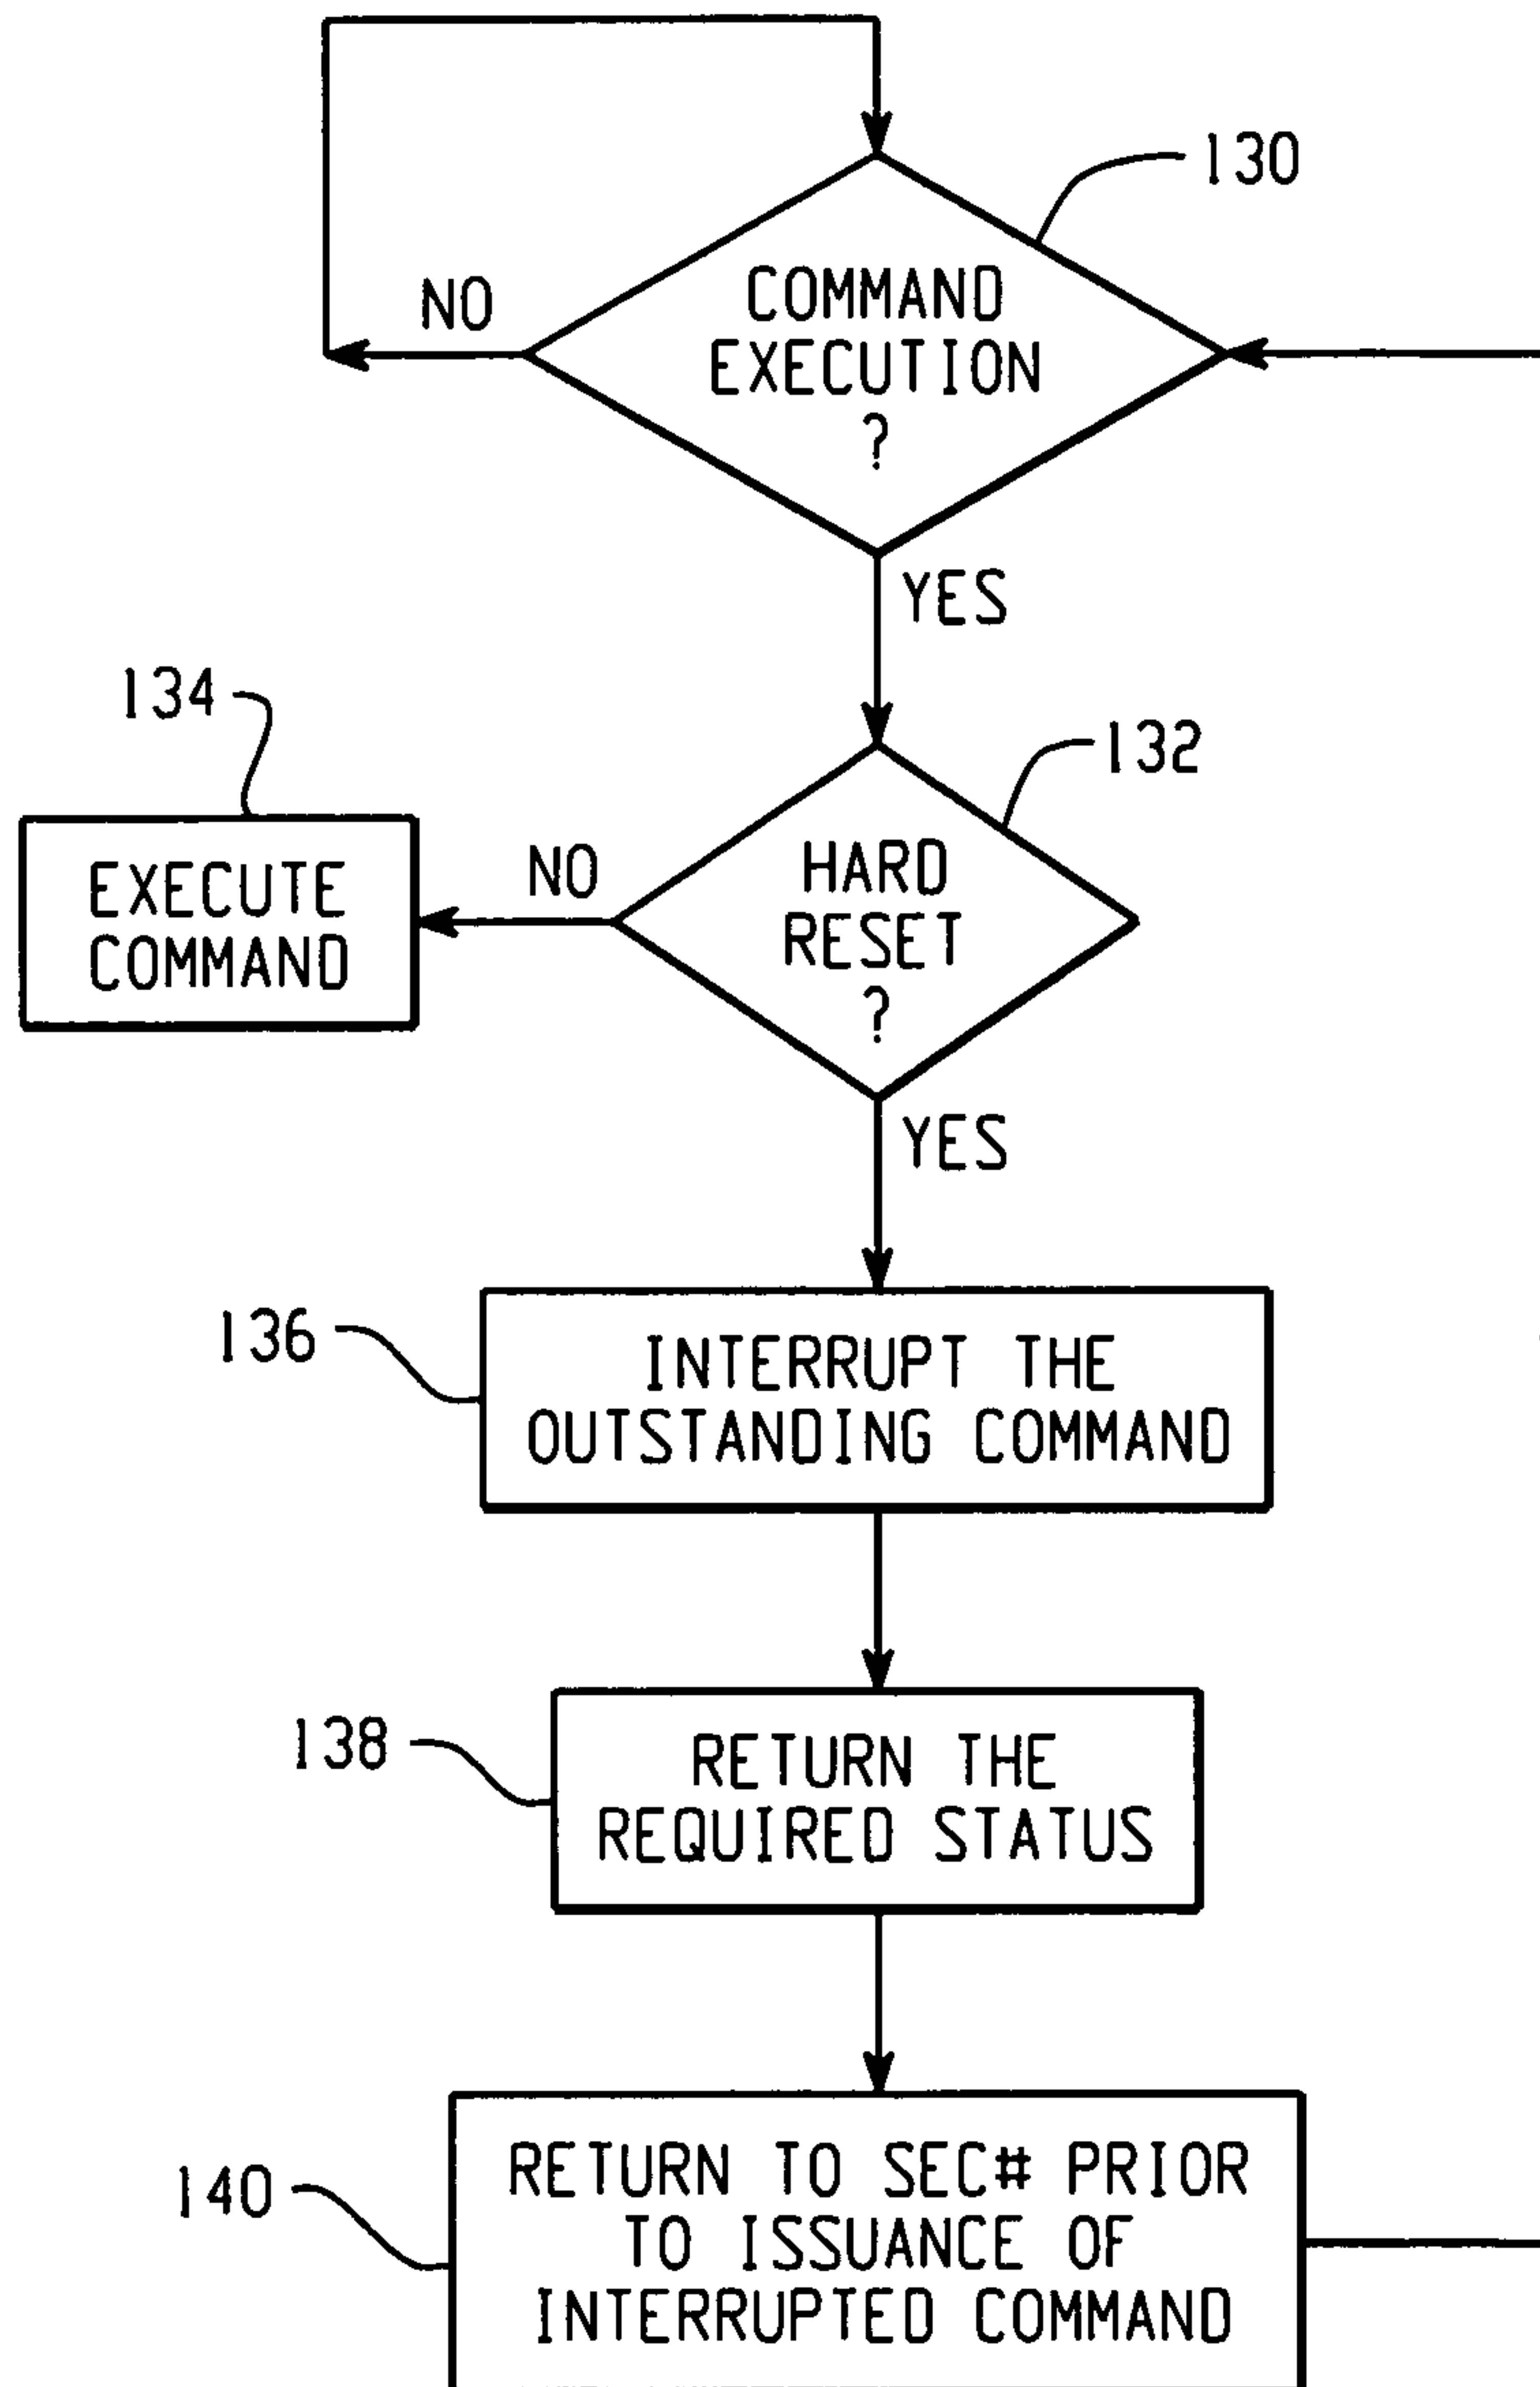 130
COMMAND
EXECUTION
?
NO
YES
134
132
EXECUTE
COMMAND
NO
HARD
RESET
?
YES
136
INTERRUPT THE
OUTSTANDING COMMAND
138
RETURN THE
REQUIRED STATUS
140
RETURN TO SEC# PRIOR
TO ISSUANCE OF
INTERRUPTED COMMAND